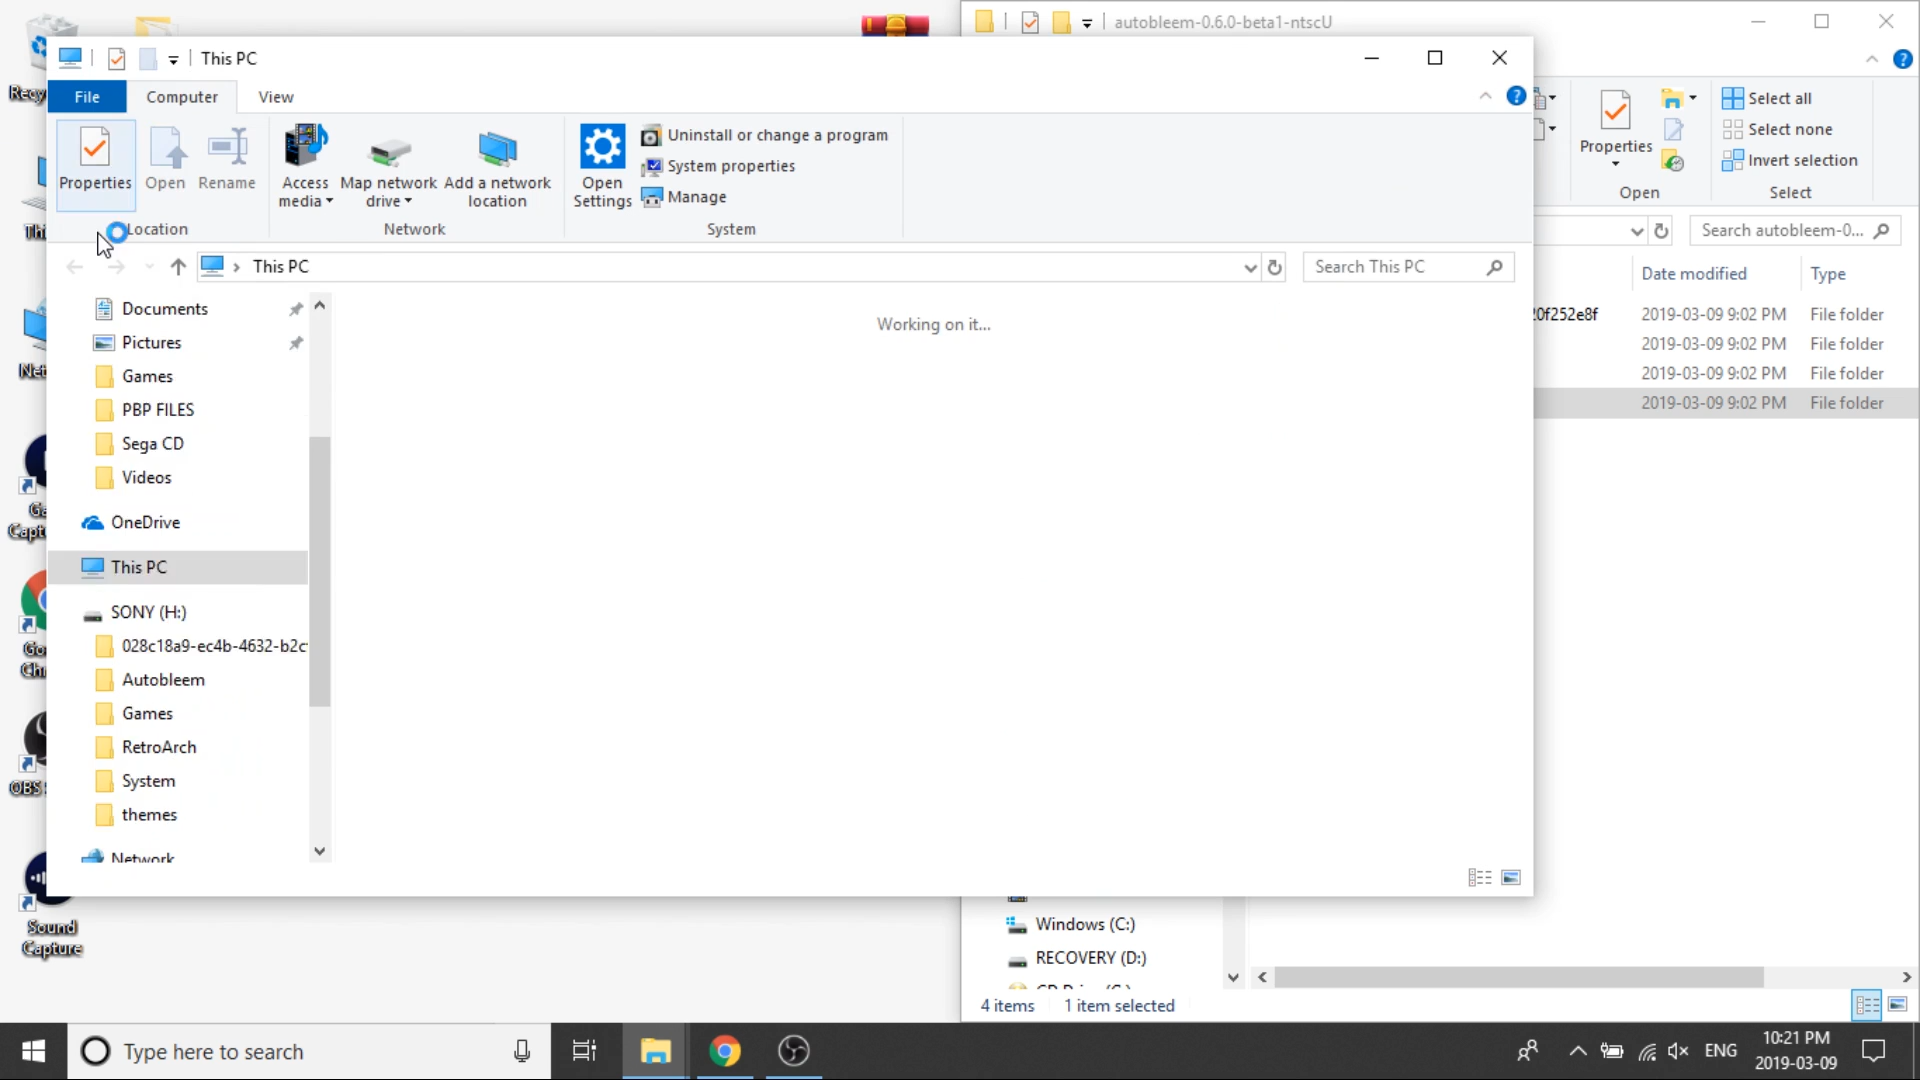 autobleem-0.6.0-beta1-ntscU
This PC
File
Computer
View
Properties
Open
Rename
Access media
Map network drive
Add a network location
Open Settings
Uninstall or change a program
System properties
Manage
Location
Network
System
This PC
Search This PC
Documents
Pictures
Games
PBP FILES
Sega CD
Videos
OneDrive
This PC
SONY (H:)
028c18a9-ec4b-4632-b2c
Autobleem
Games
RetroArch
System
themes
Network
Working on it...
Properties
Select all
Select none
Invert selection
Open
Select
Search autobleem-0...
Date modified
Type
0f252e8f
2019-03-09 9:02 PM
File folder
2019-03-09 9:02 PM
File folder
2019-03-09 9:02 PM
File folder
2019-03-09 9:02 PM
File folder
Windows (C:)
RECOVERY (D:)
4 items
1 item selected
Sound
Capture
Type here to search
ENG
10:21 PM
2019-03-09